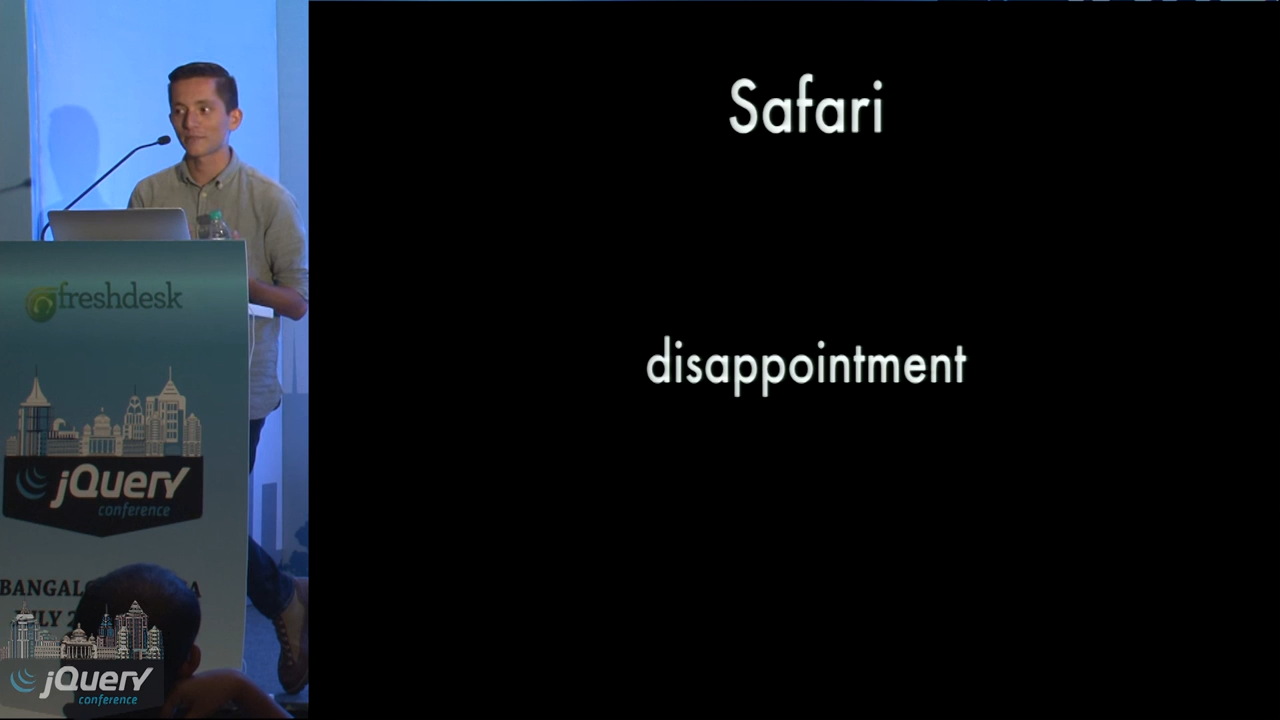 Safari
disappointment
freshdesk
jQuery
conference
jQuery
conference